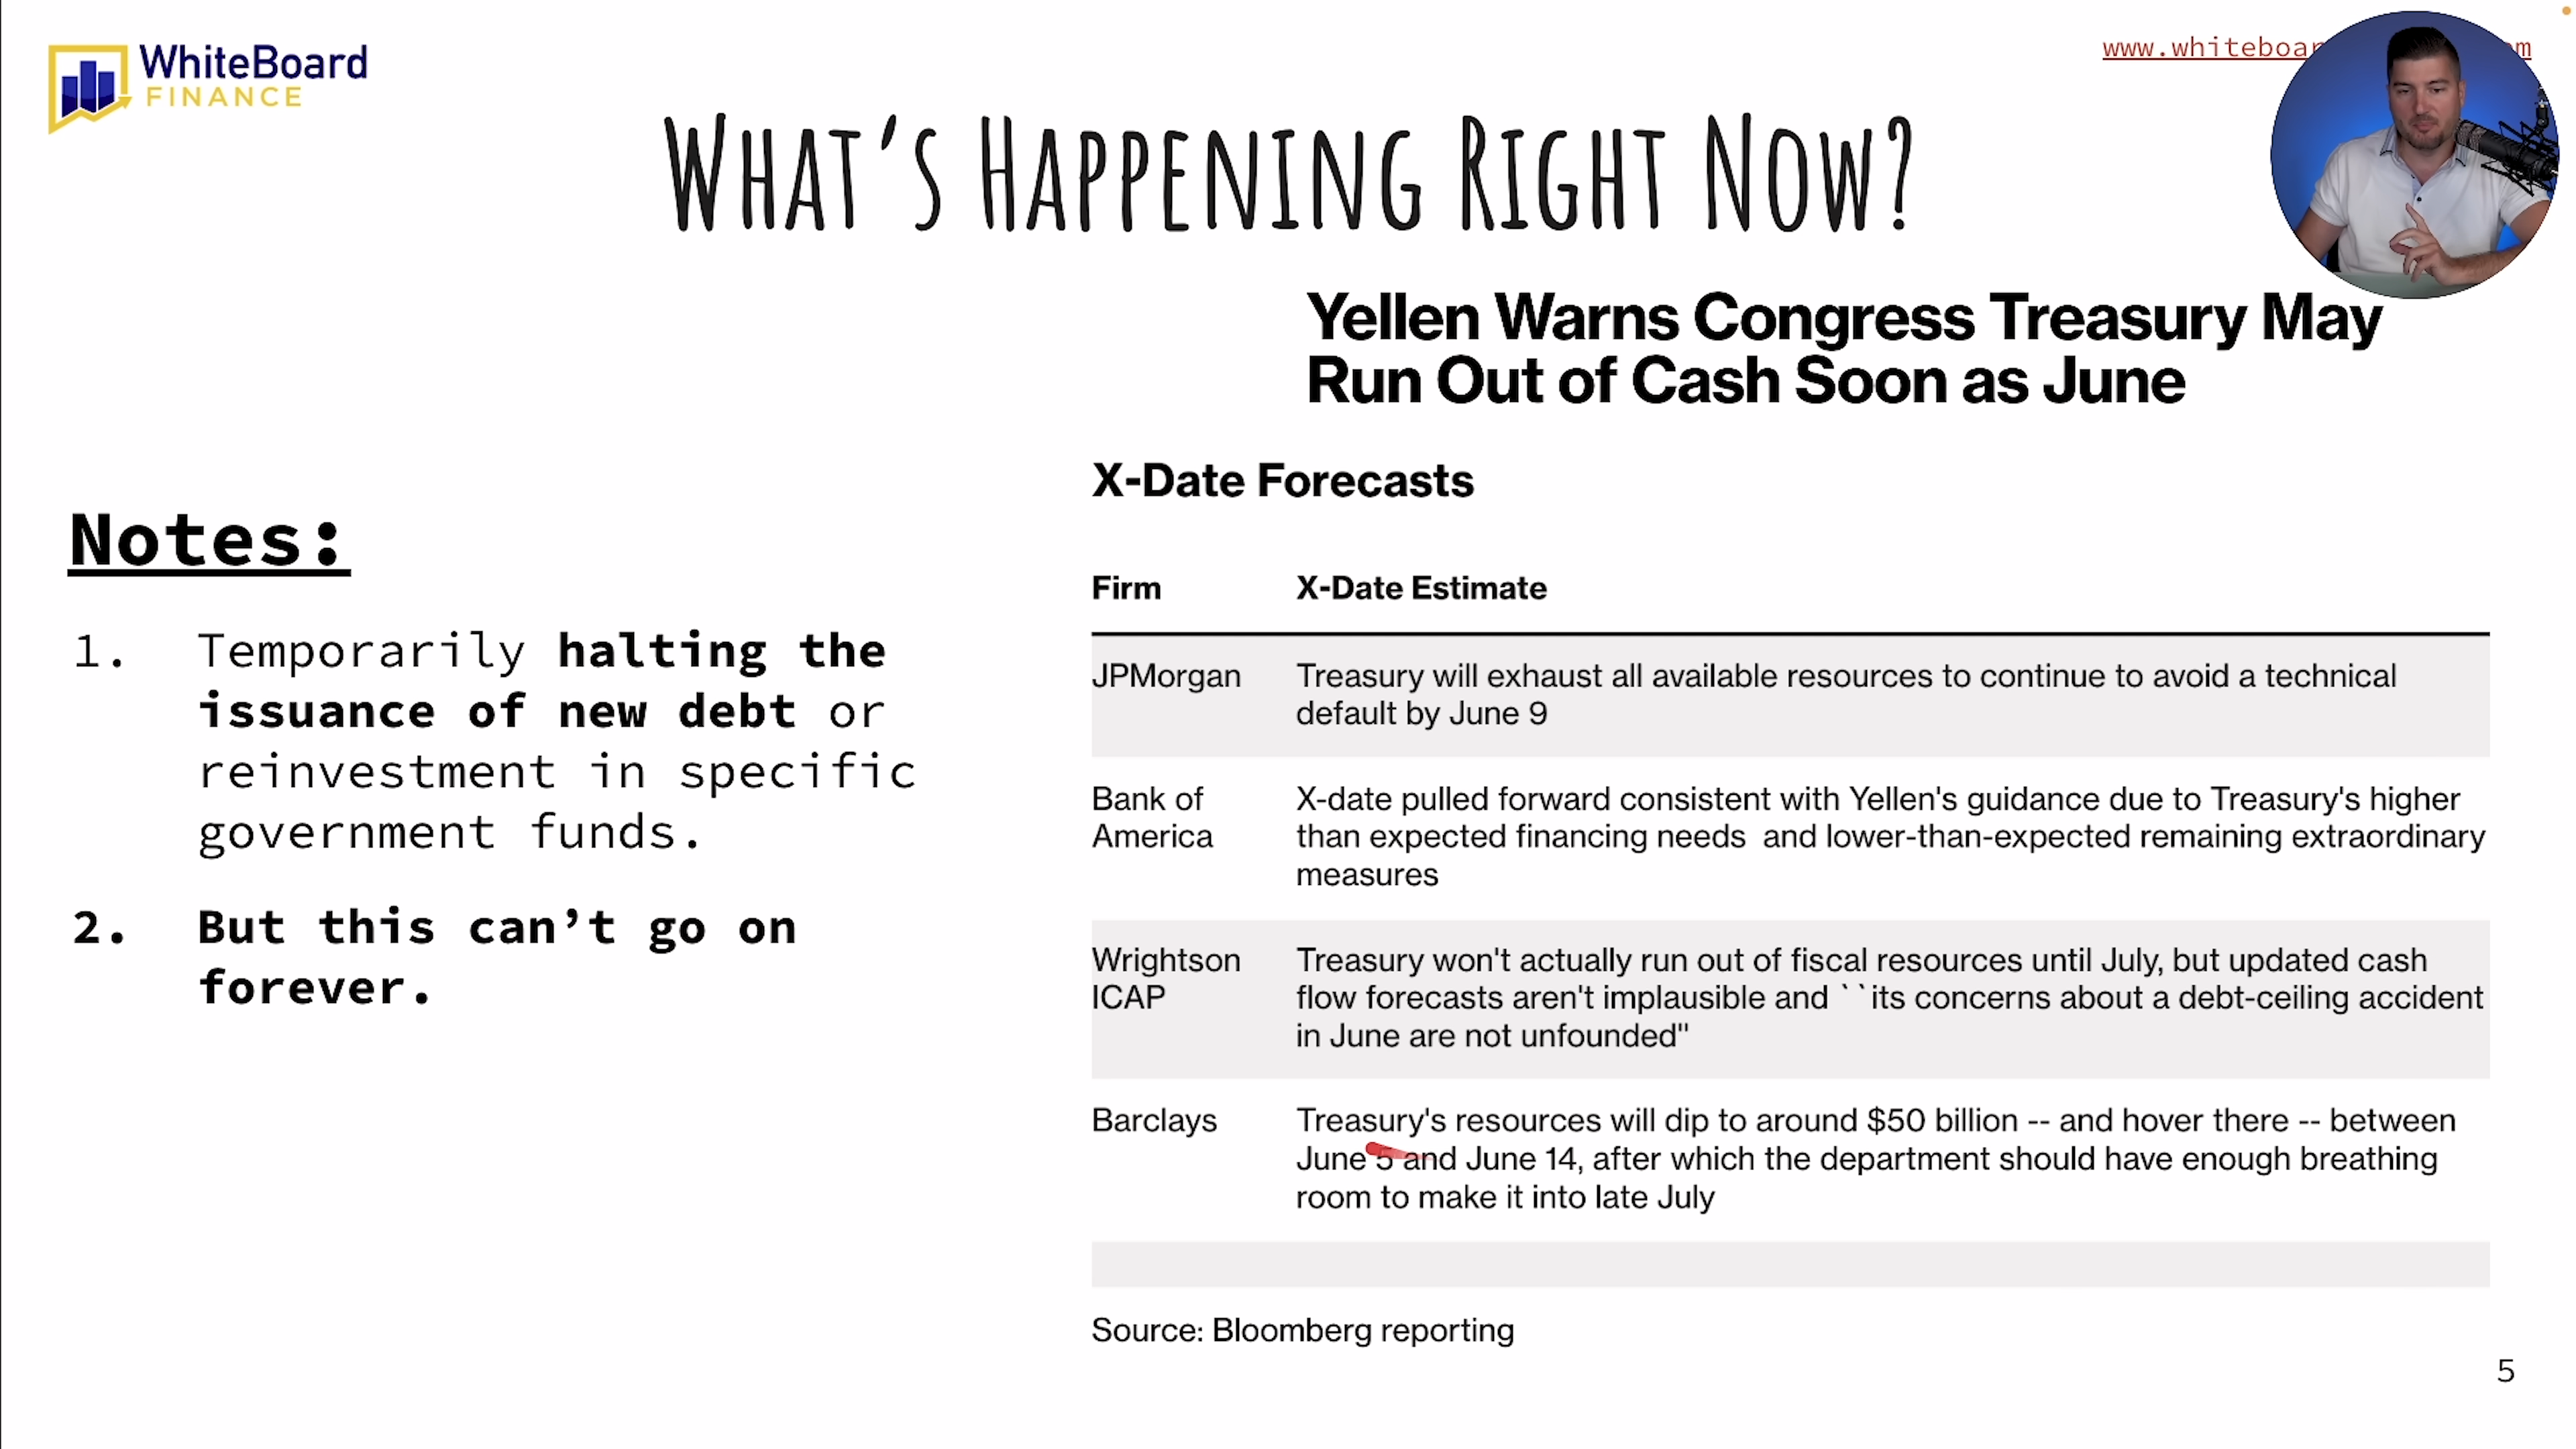 WhiteBoard
FINANCE
What's Happening Right Now?
Yellen Warns Congress Treasury May
Run Out of Cash Soon as June
X-Date Forecasts
Notes:
Firm X-Date Estimate
1. Temporarily halting the
issuance of new debt or
reinvestment in specific
government funds.
2. But this can't go on
forever.
JPMorgan Treasury will exhaust all available resources to continue to avoid a technical
default by June 9
Bank of America X-date pulled forward consistent with Yellen's guidance due to Treasury's higher
than expected financing needs and lower-than-expected remaining extraordinary
measures
Wrightson ICAP Treasury won't actually run out of fiscal resources until July, but updated cash
flow forecasts aren't implausible and ``its concerns about a debt-ceiling accident
in June are not unfounded"
Barclays Treasury's resources will dip to around $50 billion -- and hover there -- between
June 5 and June 14, after which the department should have enough breathing
room to make it into late July
Source: Bloomberg reporting
5